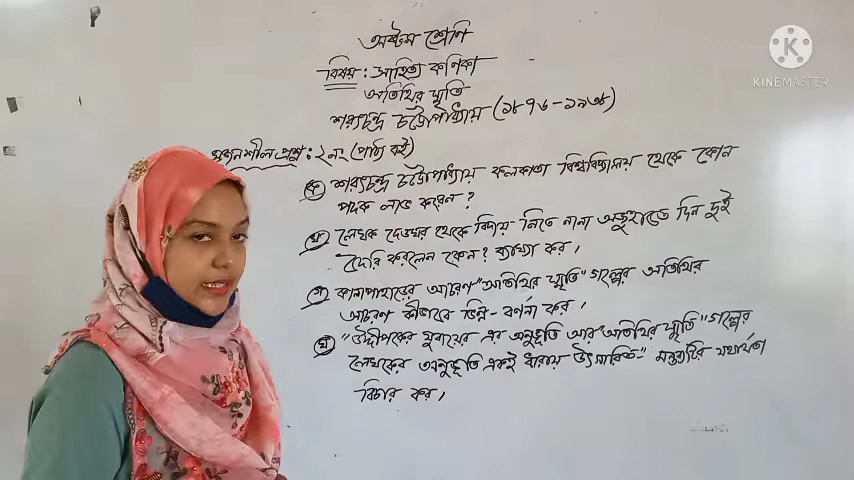 অষ্টম শ্রেণি
বিষয় : সাহিত্য কণিকা
অতিথির স্মৃতি
শরৎচন্দ্র চট্টোপাধ্যায় (১৮৭৬-১৯৩৮)
সৃজনশীল প্রশ্ন : ২নং (পাঠ্য বই)
ক শরৎচন্দ্র চট্টোপাধ্যায় কলকাতা বিশ্ববিদ্যালয় থেকে কোন
পদক লাভ করেন ?
খ লেখক দেওঘর থেকে বিদায় নিতে নানা অজুহাতে দিন দুই
দেরি করলেন কেন ? ব্যাখ্যা কর।
গ কালাপাহাড়ের আচরণ "অতিথির স্মৃতি" গল্পের অতিথির
আচরণ কীভাবে ভিন্ন - বর্ণনা কর।
ঘ "উদ্দীপকের যুবায়ের এর অনুভূতি আর "অতিথির স্মৃতি" গল্পের
লেখকের অনুভূতি একই ধারায় উৎসারিত" মন্তব্যটির যথার্থতা
বিচার কর।
KINEMASTER